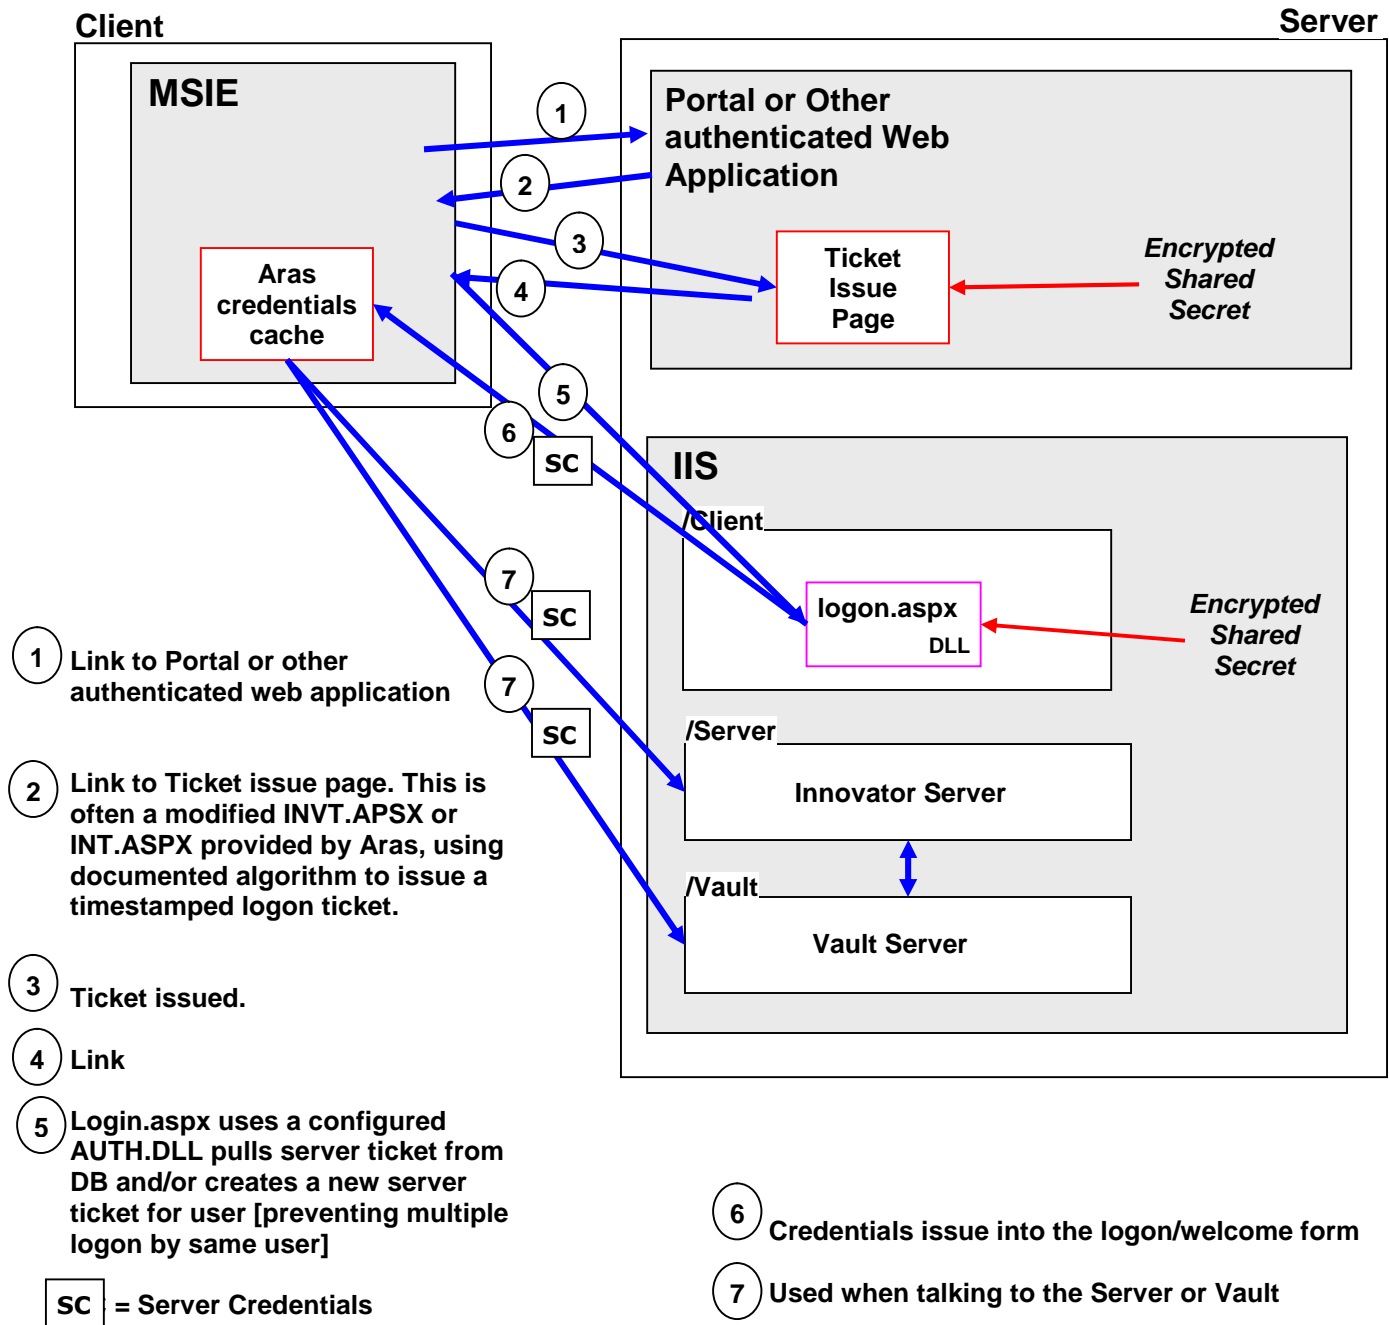 Client
Server
MSIE
Portal or Other
authenticated Web
Application
1
2
3
4
Aras
credentials
cache
Ticket
Issue
Page
Encrypted
Shared
Secret
5
6
SC
IIS
/Client
logon.aspx
DLL
Encrypted
Shared
Secret
7
SC
7
SC
/Server
Innovator Server
/Vault
Vault Server
1 Link to Portal or other
authenticated web application
2 Link to Ticket issue page. This is
often a modified INVT.APSX or
INT.ASPX provided by Aras, using
documented algorithm to issue a
timestamped logon ticket.
3 Ticket issued.
4 Link
5 Login.aspx uses a configured
AUTH.DLL pulls server ticket from
DB and/or creates a new server
ticket for user [preventing multiple
logon by same user]
SC = Server Credentials
6 Credentials issue into the logon/welcome form
7 Used when talking to the Server or Vault